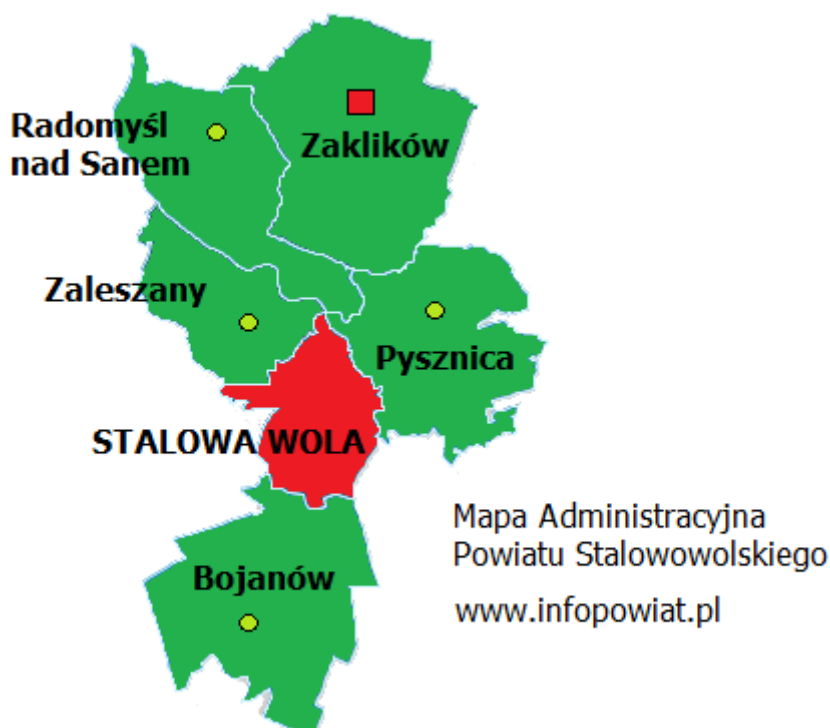 Radomyśl
nad Sanem
Zaklików
Zaleszany
Pysznica
STALOWA WOLA
Mapa Administracyjna
Powiatu Stalowowolskiego
Bojanów
www.infopowiat.pl